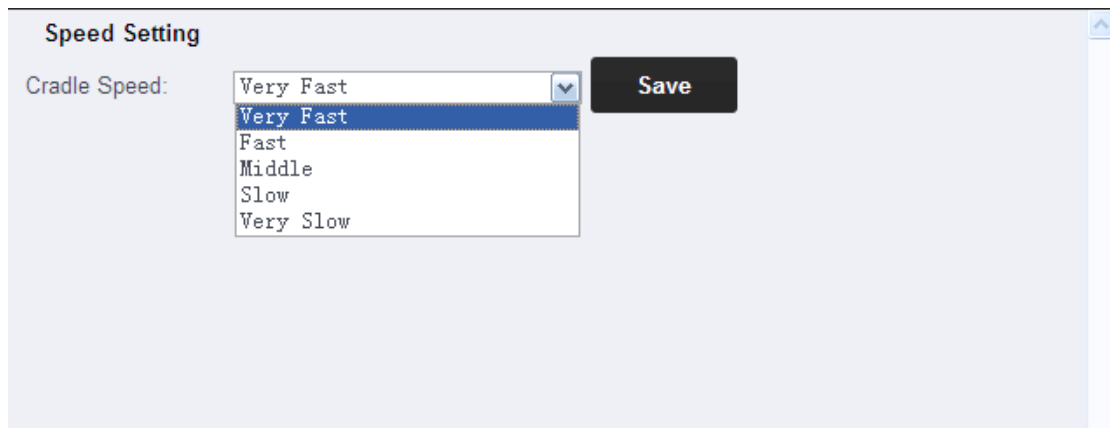 Speed Setting
Cradle Speed: Very Fast Save
Very Fast
Fast
Middle
Slow
Very Slow